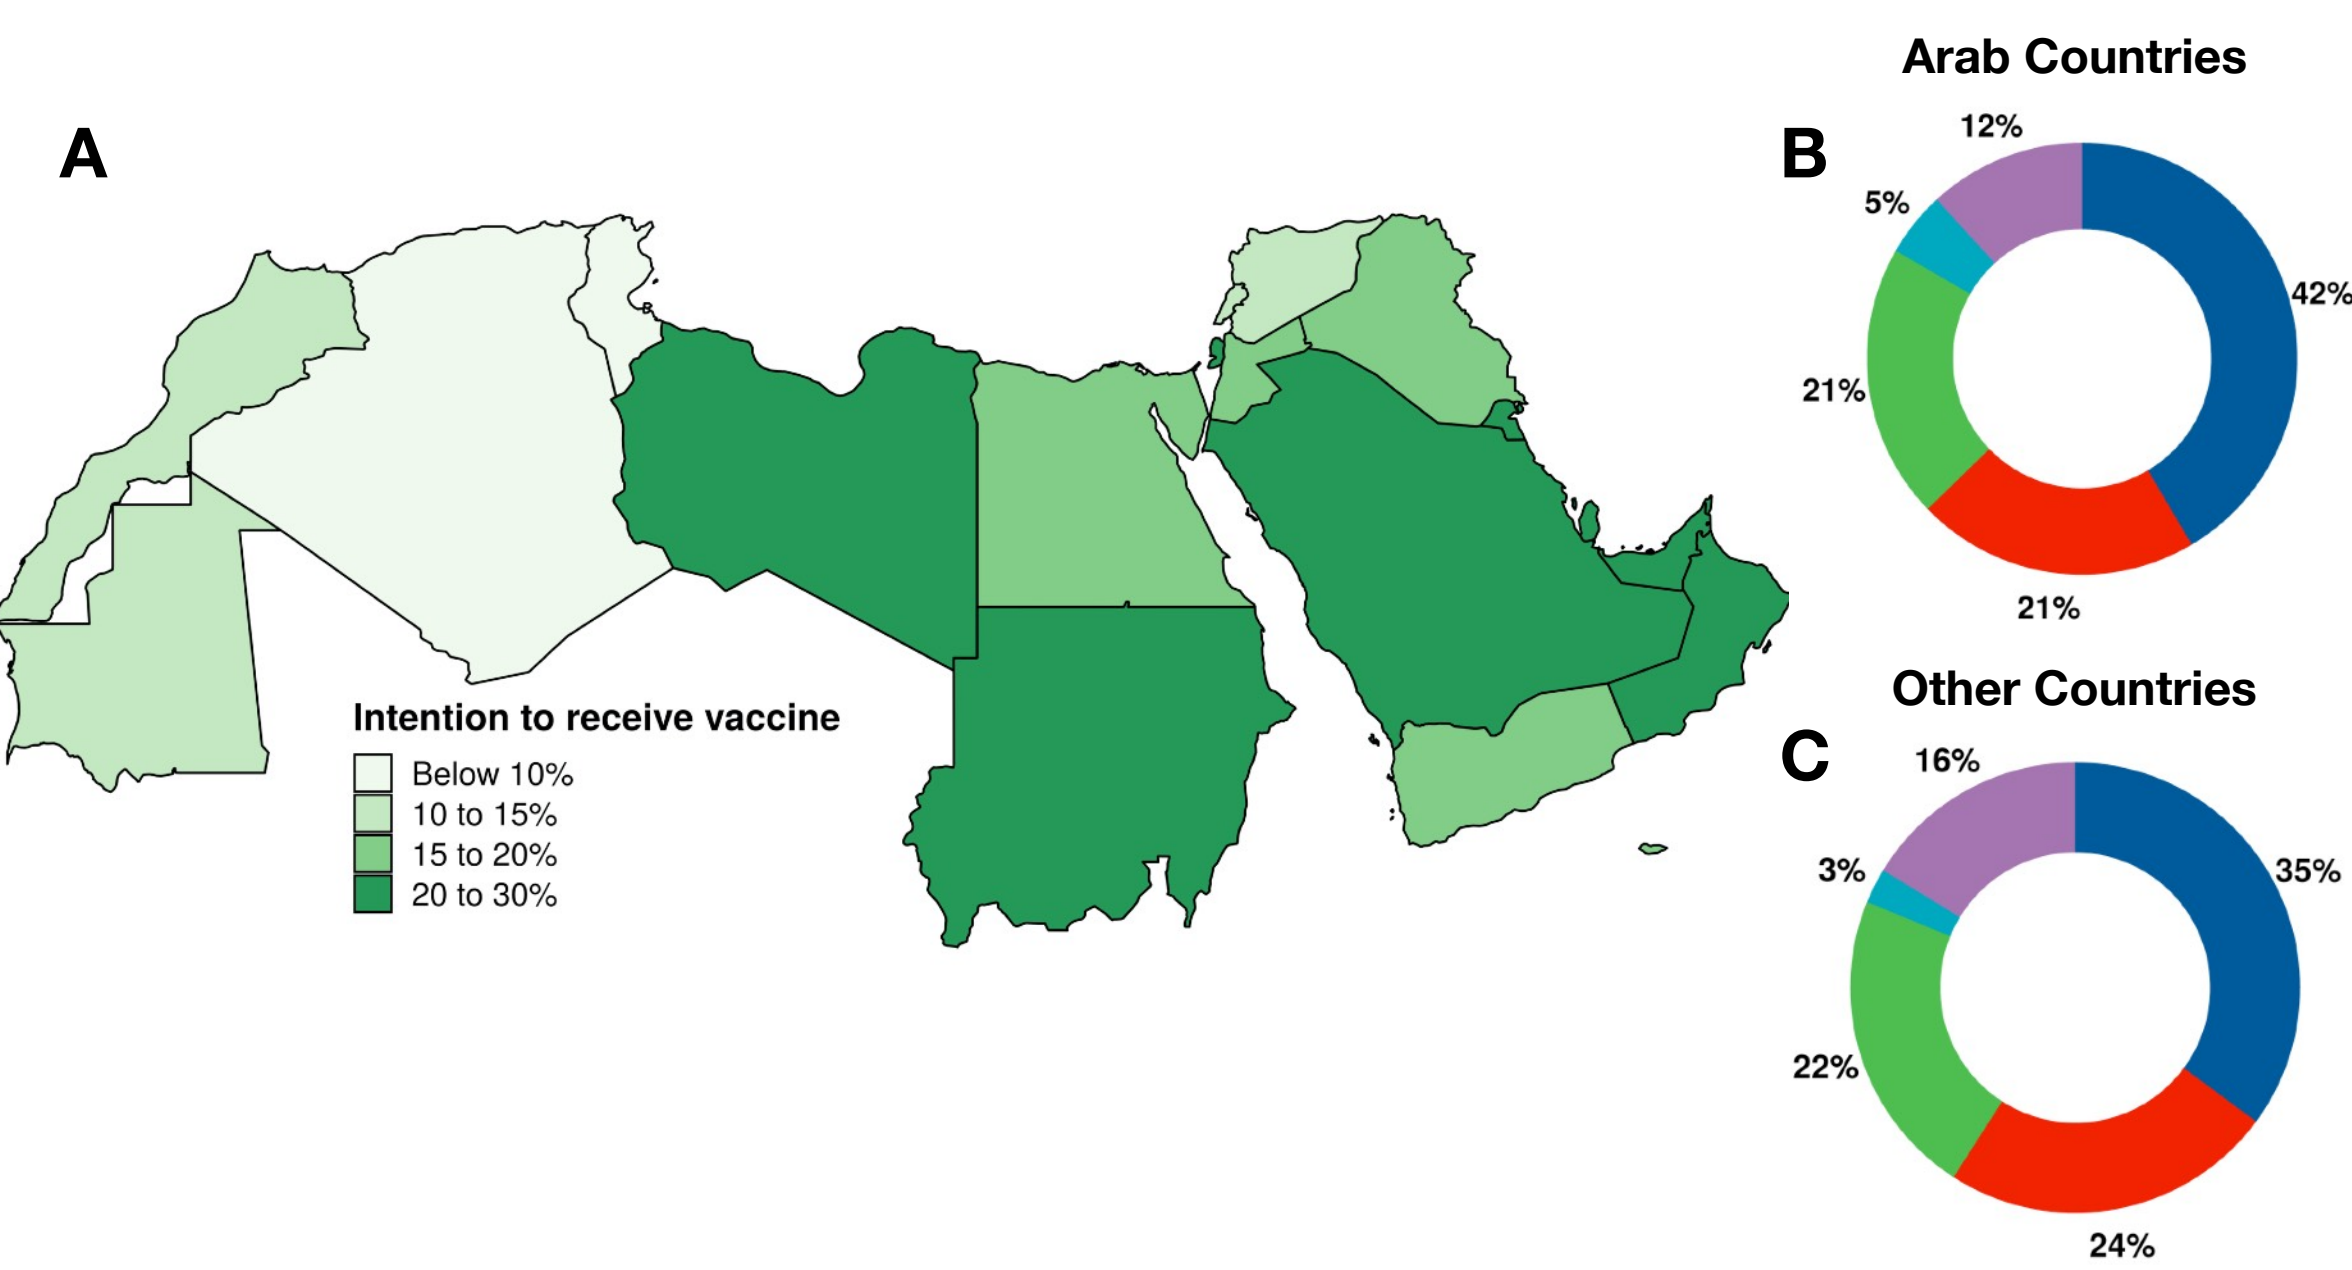 A
Intention to receive vaccine
Below 10%
10 to 15%
15 to 20%
20 to 30%
Arab Countries
B
12%
5%
42%
21%
21%
Other Countries
C
16%
3%
35%
22%
24%